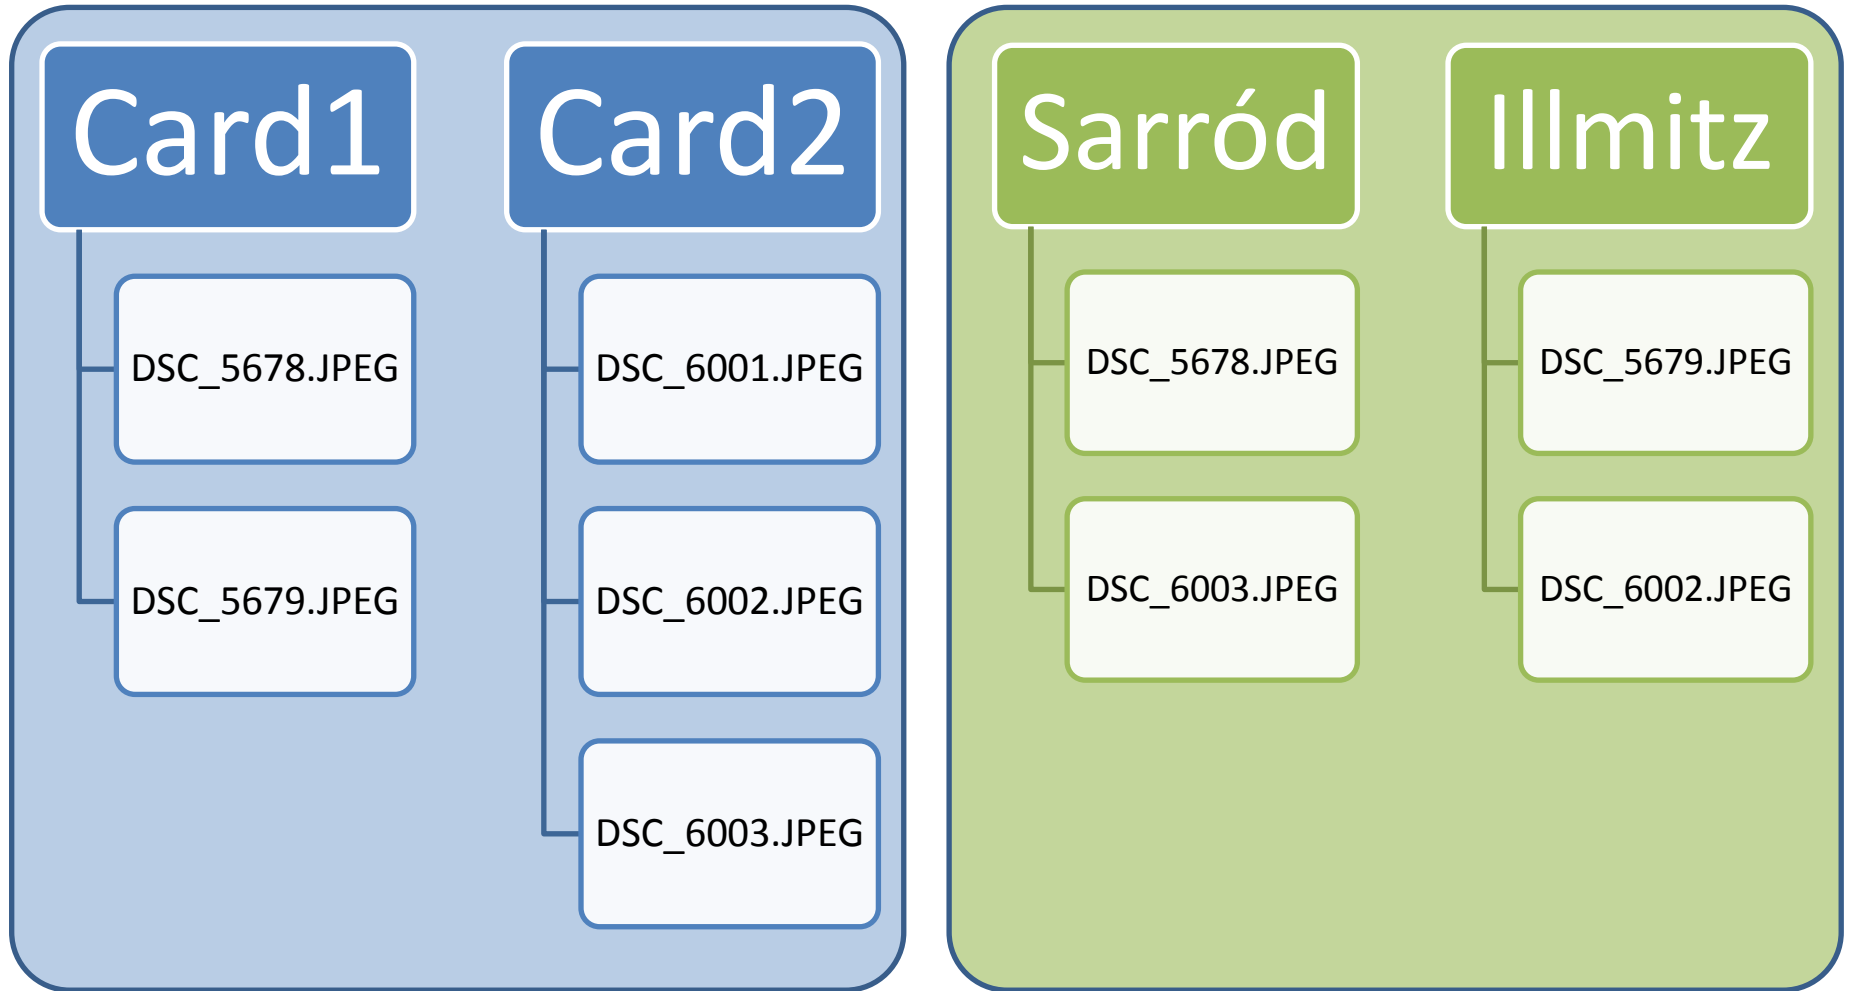 Card1
DSC_5678.JPEG
DSC_5679.JPEG
Card2
DSC_6001.JPEG
DSC_6002.JPEG
DSC_6003.JPEG
Sarród
DSC_5678.JPEG
DSC_6003.JPEG
Illmitz
DSC_5679.JPEG
DSC_6002.JPEG